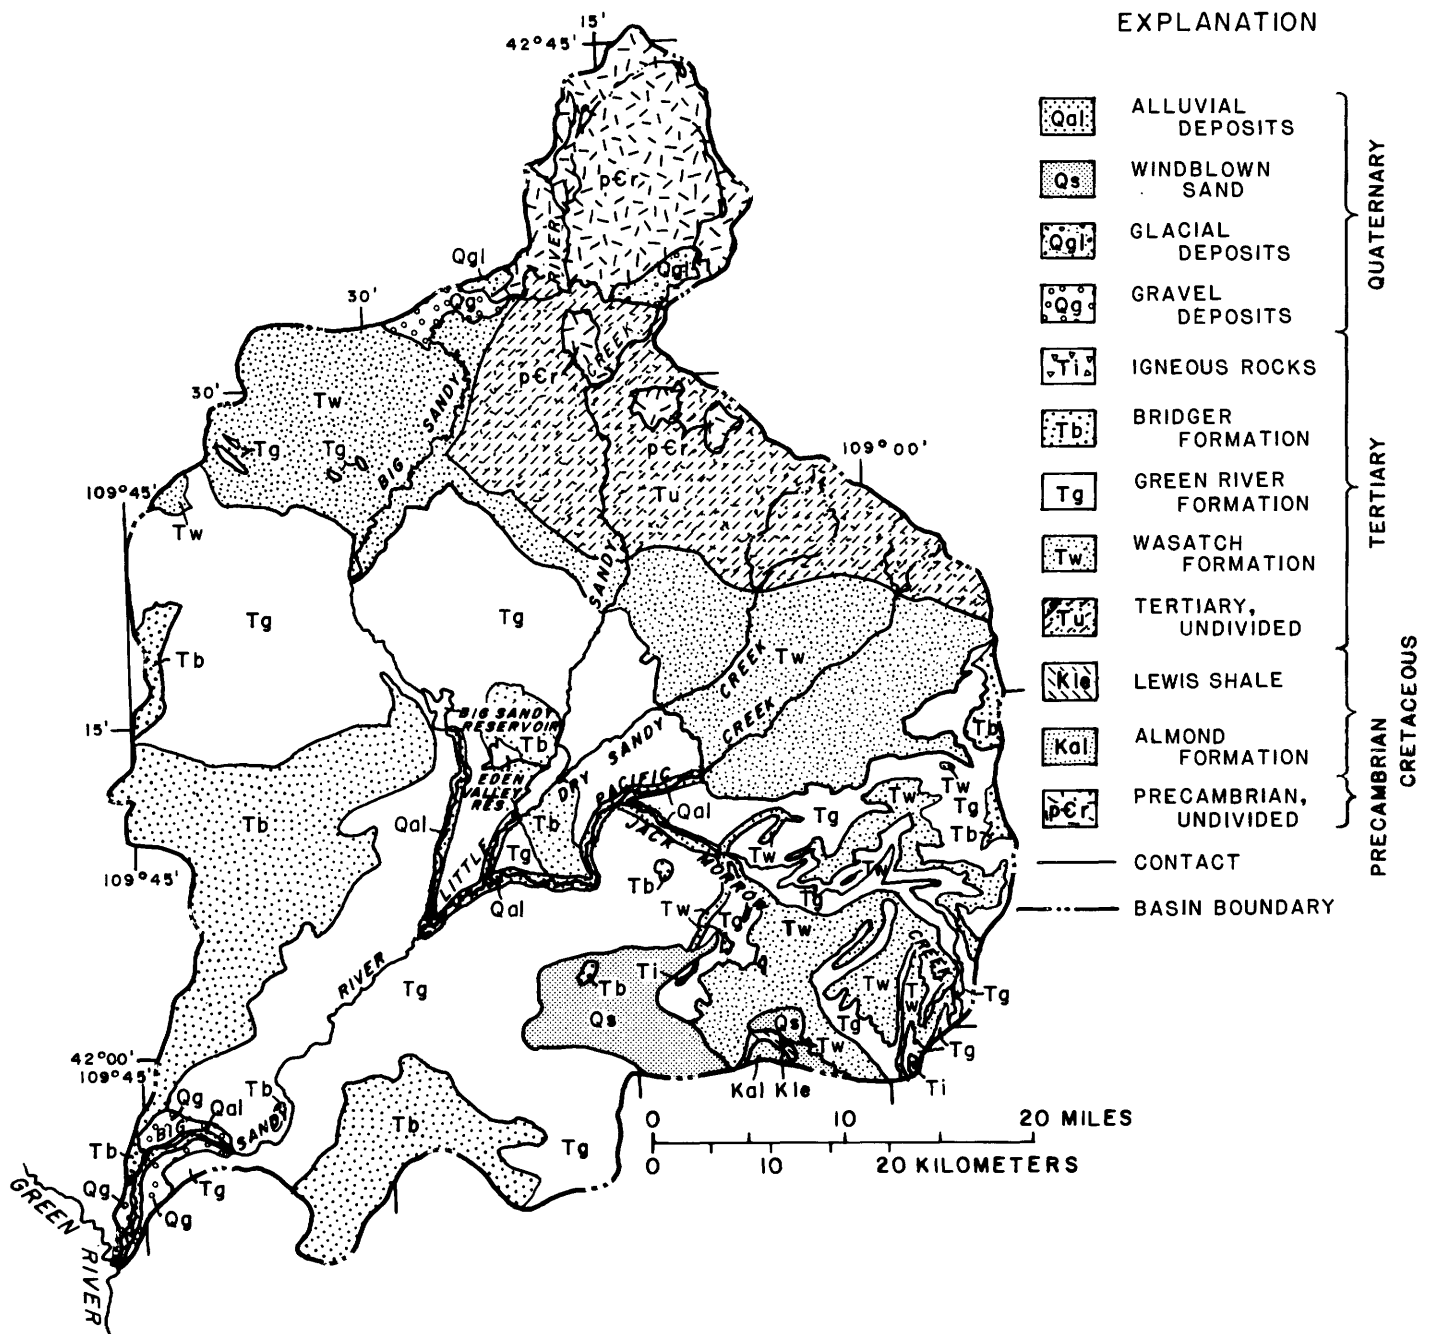 EXPLANATION
Qal
ALLUVIAL
DEPOSITS
Qs
WINDBLOWN
SAND
Qgl
GLACIAL
DEPOSITS
Qg
GRAVEL
DEPOSITS
Ti
IGNEOUS ROCKS
Tb
BRIDGER
FORMATION
Tg
GREEN RIVER
FORMATION
Tw
WASATCH
FORMATION
Tu
TERTIARY,
UNDIVIDED
Kle
LEWIS SHALE
Kal
ALMOND
FORMATION
p€r
PRECAMBRIAN,
UNDIVIDED
CONTACT
BASIN BOUNDARY
QUATERNARY
TERTIARY
CRETACEOUS
PRECAMBRIAN
15'
42°45'
p€r
RIVER
Qgl
Qgl
Qg
30'
CREEK
p€r
30'
Tw
SANDY
Tg
Tg
BIG
p€r
109°00'
109°45'
Tu
Tw
SANDY
Tg
Tg
CREEK
Tw
Tb
CREEK
BIG SANDY
RESERVOIR
SANDY
Tb
15'
Tb
EDEN
VALLEY
RES.
DRY
PACIFIC
Tw
Tg
Tw
Qal
Tg
Tb
Qal
Tb
JACK
Tb
LITTLE
Tg
Tw
Tw
MORROW
109°45'
Tb
Qal
Tg
Tw
Tg
Tw
CREEK
RIVER
Ti
Tg
Tb
Tw
Tw
Tg
Qs
Qs
Tg
Tw
Tg
42°00'
109°45'
Tb
Kal
Kle
Ti
Qg
Qal
BIG
SANDY
Tb
Tb
Tg
Qg
Tg
Qg
GREEN
RIVER
0 10 20 MILES
0 10 20 KILOMETERS